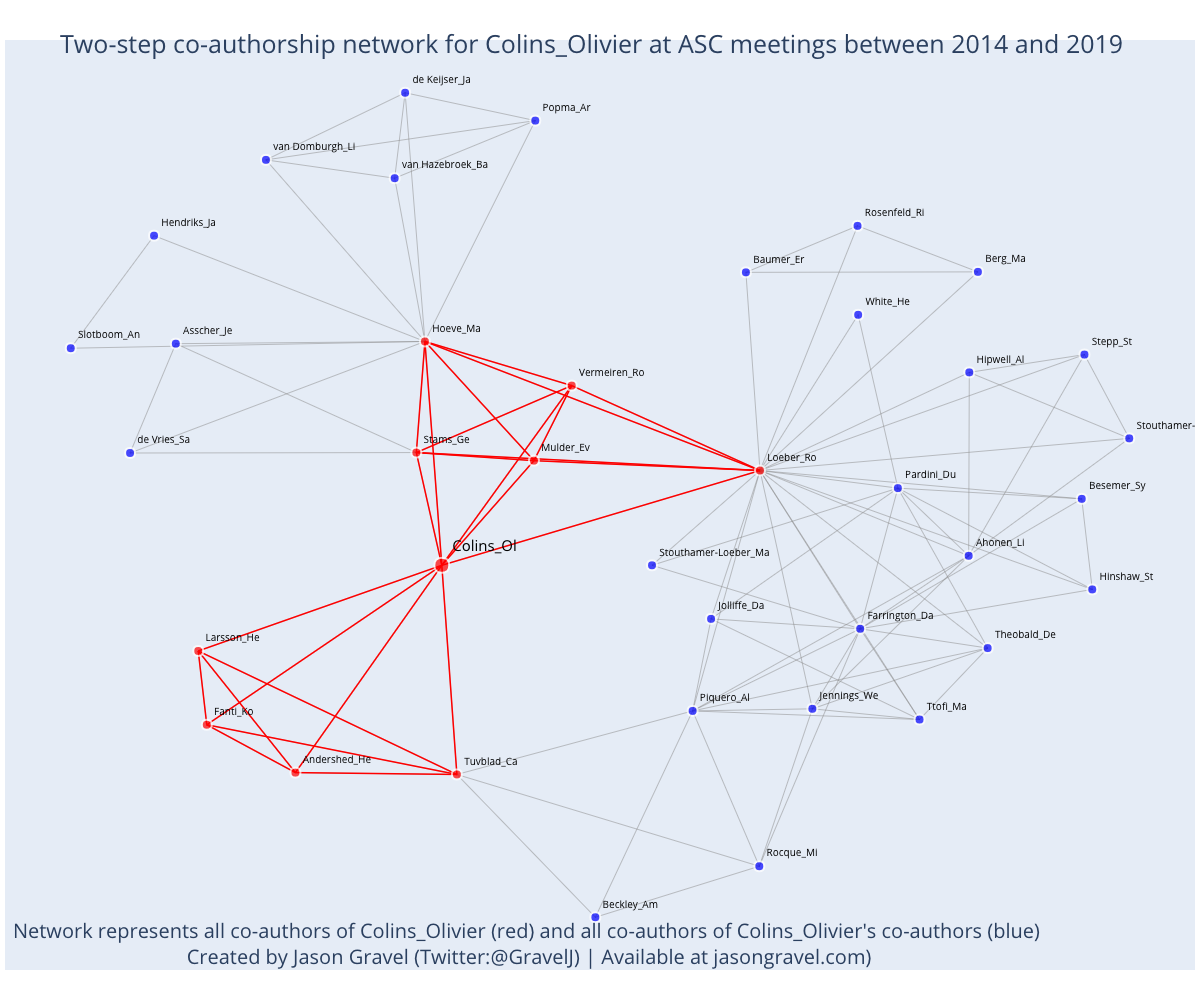 Two-step co-authorship network for Colins_Olivier at ASC meetings between 2014 and 2019
de Keijser_Ja
Popma_Ar
van Domburgh_Li
van Hazebroek_Ba
Hendriks_Ja
Rosenfeld_Ri
Baumer_Er
Berg_Ma
White_He
Hoeve_Ma
Slotboom_An
Asscher_Je
Stepp_St
Hipwell_Al
Vermeiren_Ro
Stouthamer-
de Vries_Sa
Stams_Ge
Mulder_Ev
Loeber_Ro
Pardini_Du
Besemer_Sy
Colins_Ol
Stouthamer-Loeber_Ma
Ahonen_Li
Hinshaw_St
Jolliffe_Da
Farrington_Da
Larsson_He
Theobald_De
Piquero_Al
Jennings_We
Ttofi_Ma
Fanti_Ko
Andershed_He
Tuvblad_Ca
Rocque_Mi
Beckley_Am
Network represents all co-authors of Colins_Olivier (red) and all co-authors of Colins_Olivier's co-authors (blue)
Created by Jason Gravel (Twitter:@GravelJ) | Available at jasongravel.com)